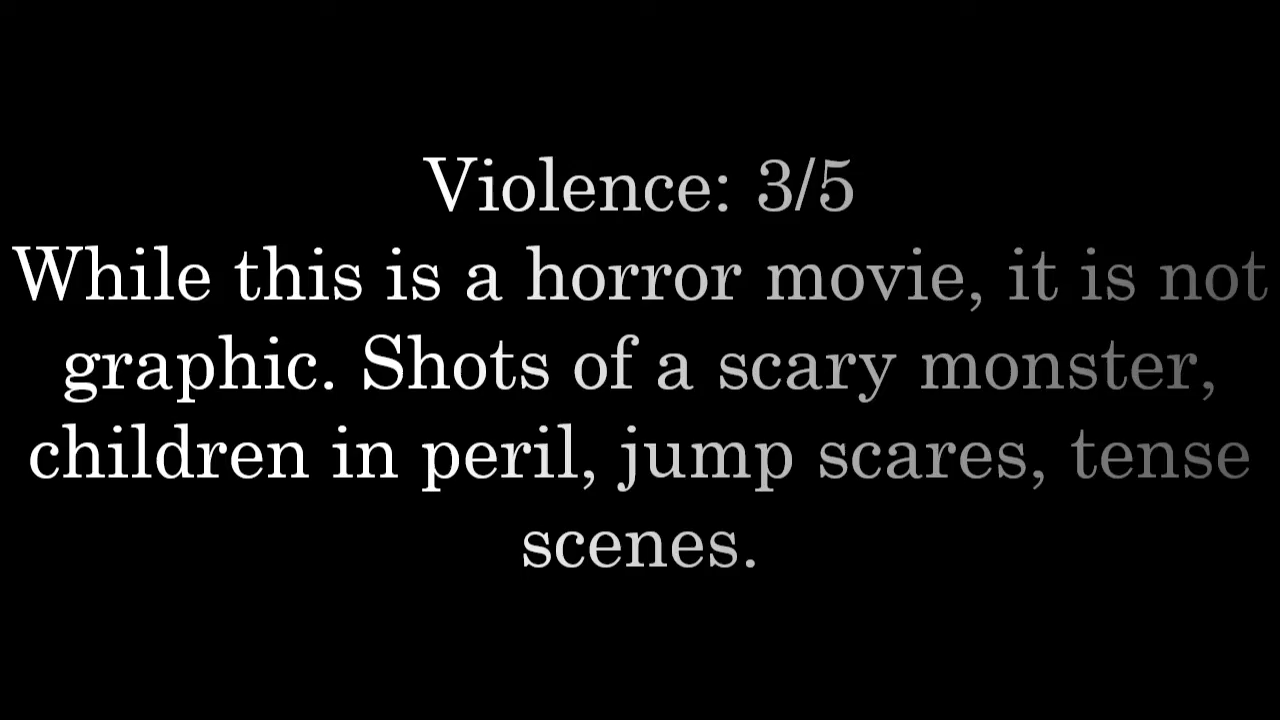 Violence: 3/5
While this is a horror movie, it is not
graphic. Shots of a scary monster,
children in peril, jump scares, tense
scenes.